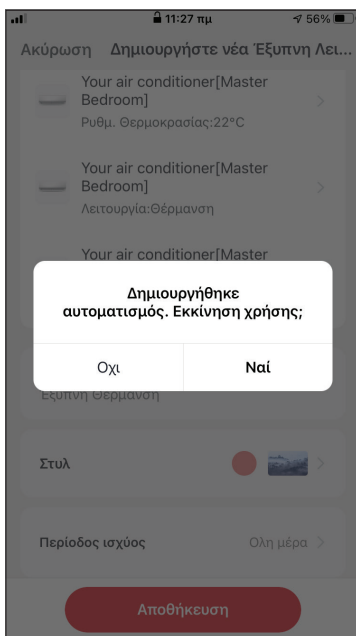 11:27 πμ
56%
Ακύρωση Δημιουργήστε νέα Έξυπνη Λει...
Your air conditioner[Master
Bedroom]
Ρυθμ. Θερμοκρασίας:22°C
Your air conditioner[Master
Bedroom]
Λειτουργία:Θέρμανση
Your air conditioner[Master
Δημιουργήθηκε
αυτοματισμός. Εκκίνηση χρήσης;
Οχι
Ναί
Έξυπνη Θέρμανση
Στυλ
Περίοδος ισχύος
Ολη μέρα
Αποθήκευση